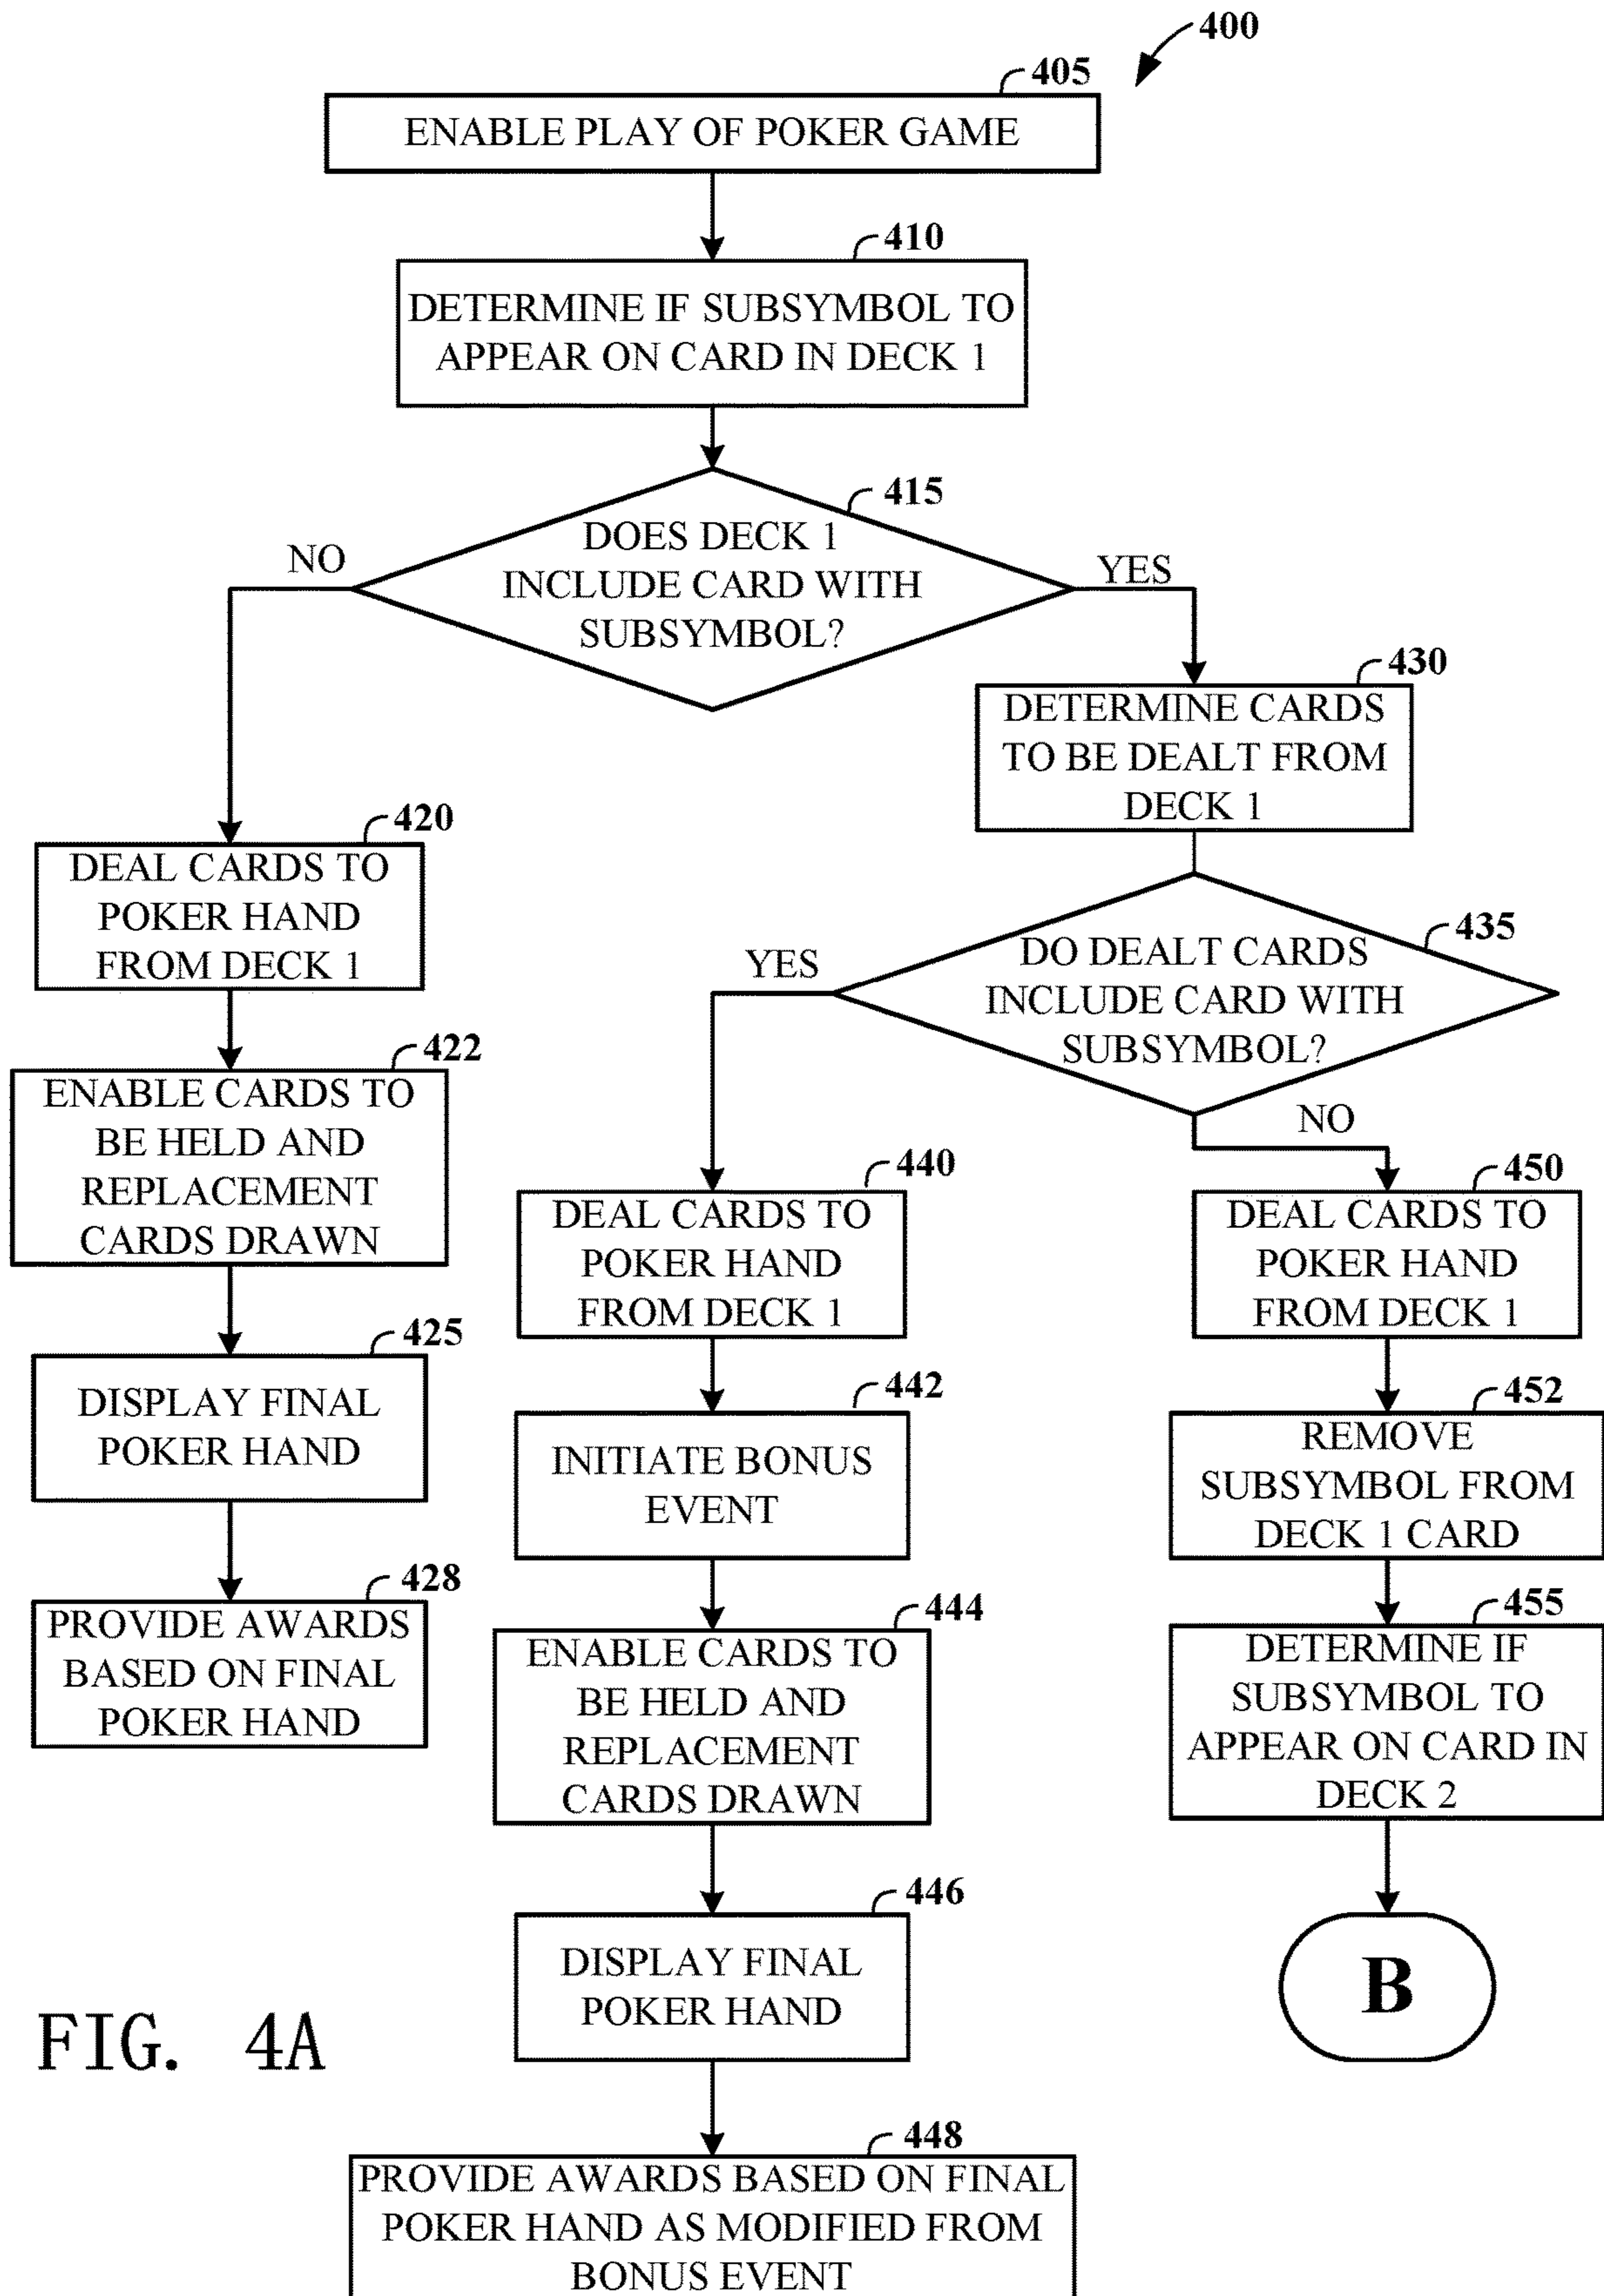 400
405
ENABLE PLAY OF POKER GAME
410
DETERMINE IF SUBSYMBOL TO
APPEAR ON CARD IN DECK 1
415
DOES DECK 1
INCLUDE CARD WITH
SUBSYMBOL?
NO
YES
430
DETERMINE CARDS
TO BE DEALT FROM
DECK 1
420
DEAL CARDS TO
POKER HAND
FROM DECK 1
435
DO DEALT CARDS
INCLUDE CARD WITH
SUBSYMBOL?
YES
NO
422
ENABLE CARDS TO
BE HELD AND
REPLACEMENT
CARDS DRAWN
425
DISPLAY FINAL
POKER HAND
428
PROVIDE AWARDS
BASED ON FINAL
POKER HAND
440
DEAL CARDS TO
POKER HAND
FROM DECK 1
442
INITIATE BONUS
EVENT
444
ENABLE CARDS TO
BE HELD AND
REPLACEMENT
CARDS DRAWN
446
DISPLAY FINAL
POKER HAND
448
PROVIDE AWARDS BASED ON FINAL
POKER HAND AS MODIFIED FROM
BONUS EVENT
450
DEAL CARDS TO
POKER HAND
FROM DECK 1
452
REMOVE
SUBSYMBOL FROM
DECK 1 CARD
455
DETERMINE IF
SUBSYMBOL TO
APPEAR ON CARD IN
DECK 2
B
FIG. 4A